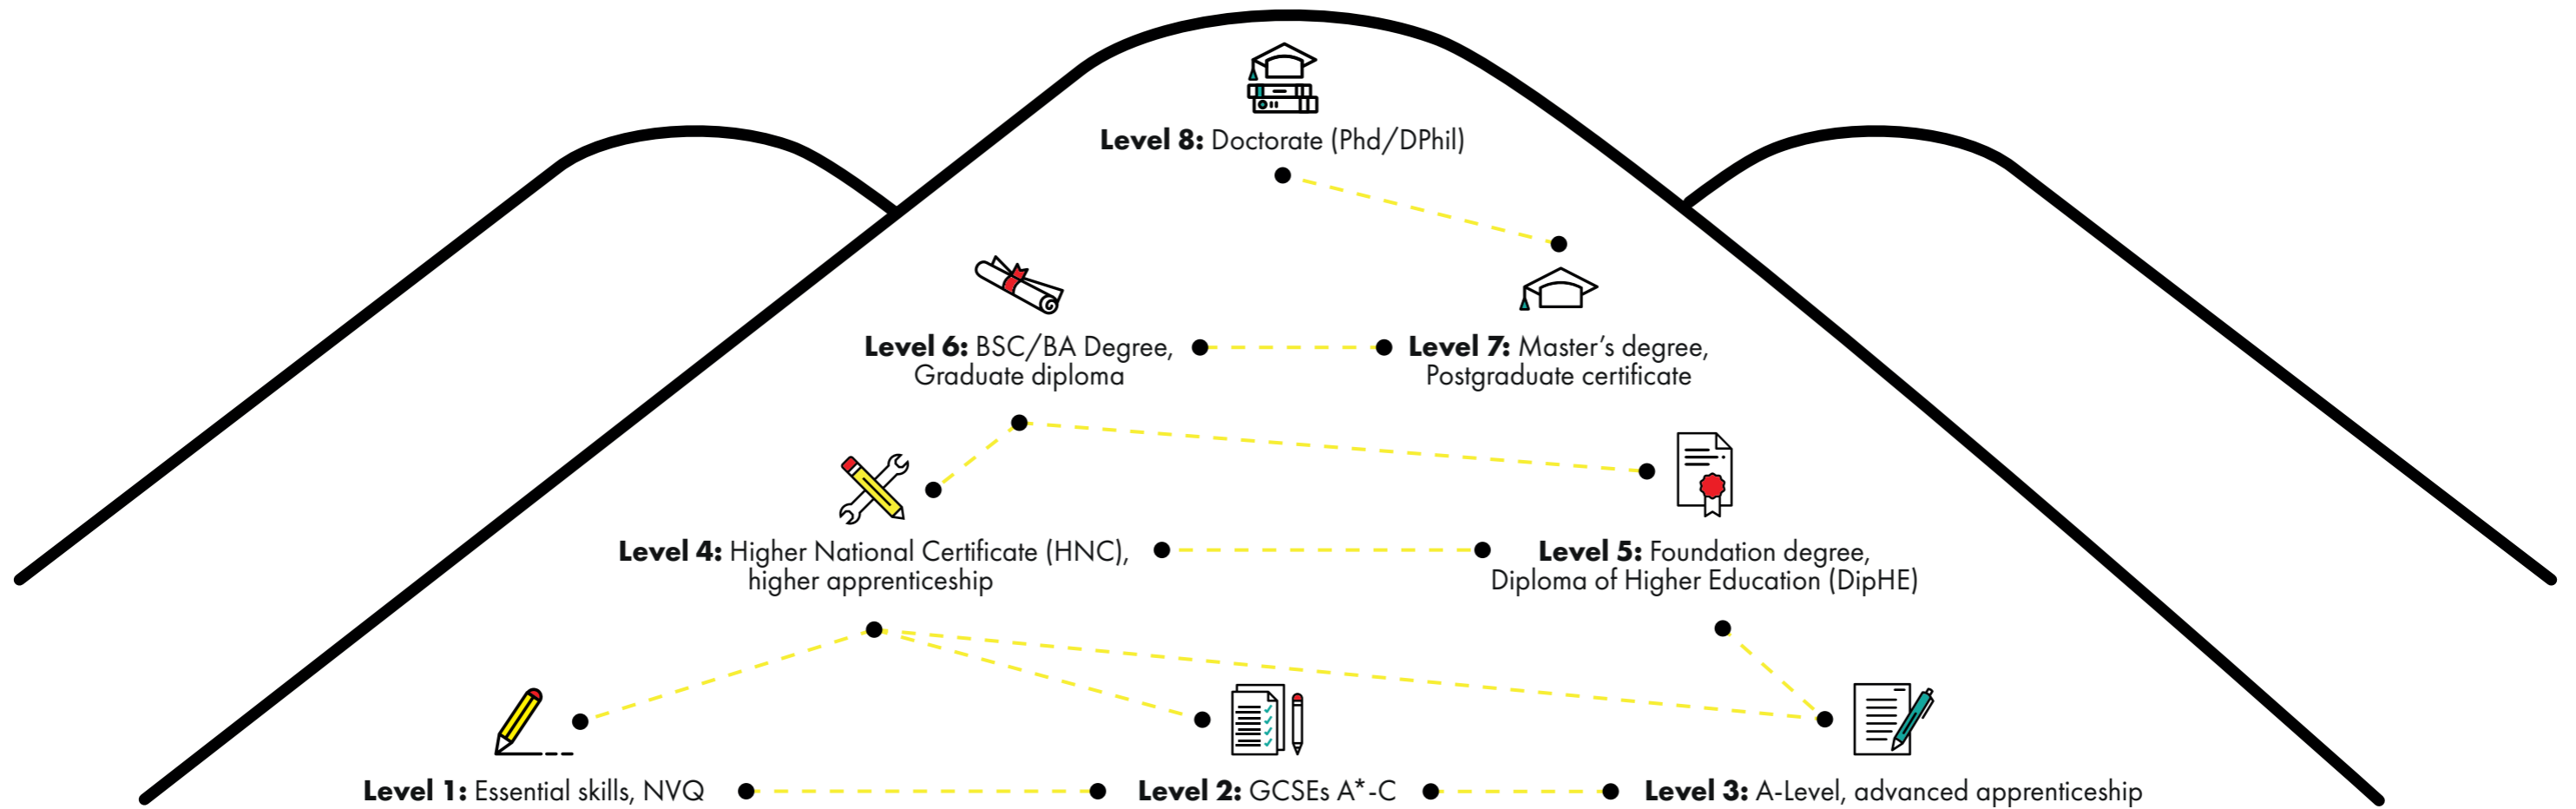 Level 8: Doctorate (Phd/DPhil)
Level 6: BSC/BA Degree,
Graduate diploma
Level 7: Master’s degree,
Postgraduate certificate
Level 4: Higher National Certificate (HNC),
higher apprenticeship
Level 5: Foundation degree,
Diploma of Higher Education (DipHE)
Level 1: Essential skills, NVQ
Level 2: GCSEs A*-C
Level 3: A-Level, advanced apprenticeship